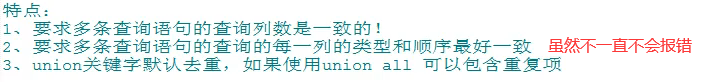 特点：
1、要求多条查询语句的查询列数是一致的！
2、要求多条查询语句的查询的每一列的类型和顺序最好一致 虽然不一直不会报错
3、union关键字默认去重，如果使用union all 可以包含重复项